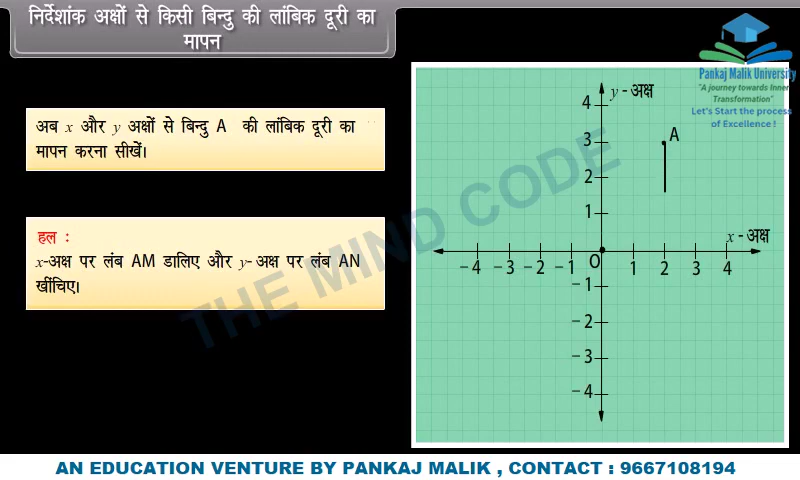 निर्देशांक अक्षों से किसी बिन्दु की लांबिक दूरी का
मापन
Pankaj Malik University
"A journey towards Inner
Transformation"
Let's Start the process
of Excellence !
अब x और y अक्षों से बिन्दु A की लांबिक दूरी का
मापन करना सीखें।
हल :
x-अक्ष पर लंब AM डालिए और y-अक्ष पर लंब AN
खींचिए।
y - अक्ष
4
3
A
2
1
x - अक्ष
-4 -3 -2 -1 O 1 2 3 4
-1
-2
-3
-4
THE MIND CODE
AN EDUCATION VENTURE BY PANKAJ MALIK , CONTACT : 9667108194